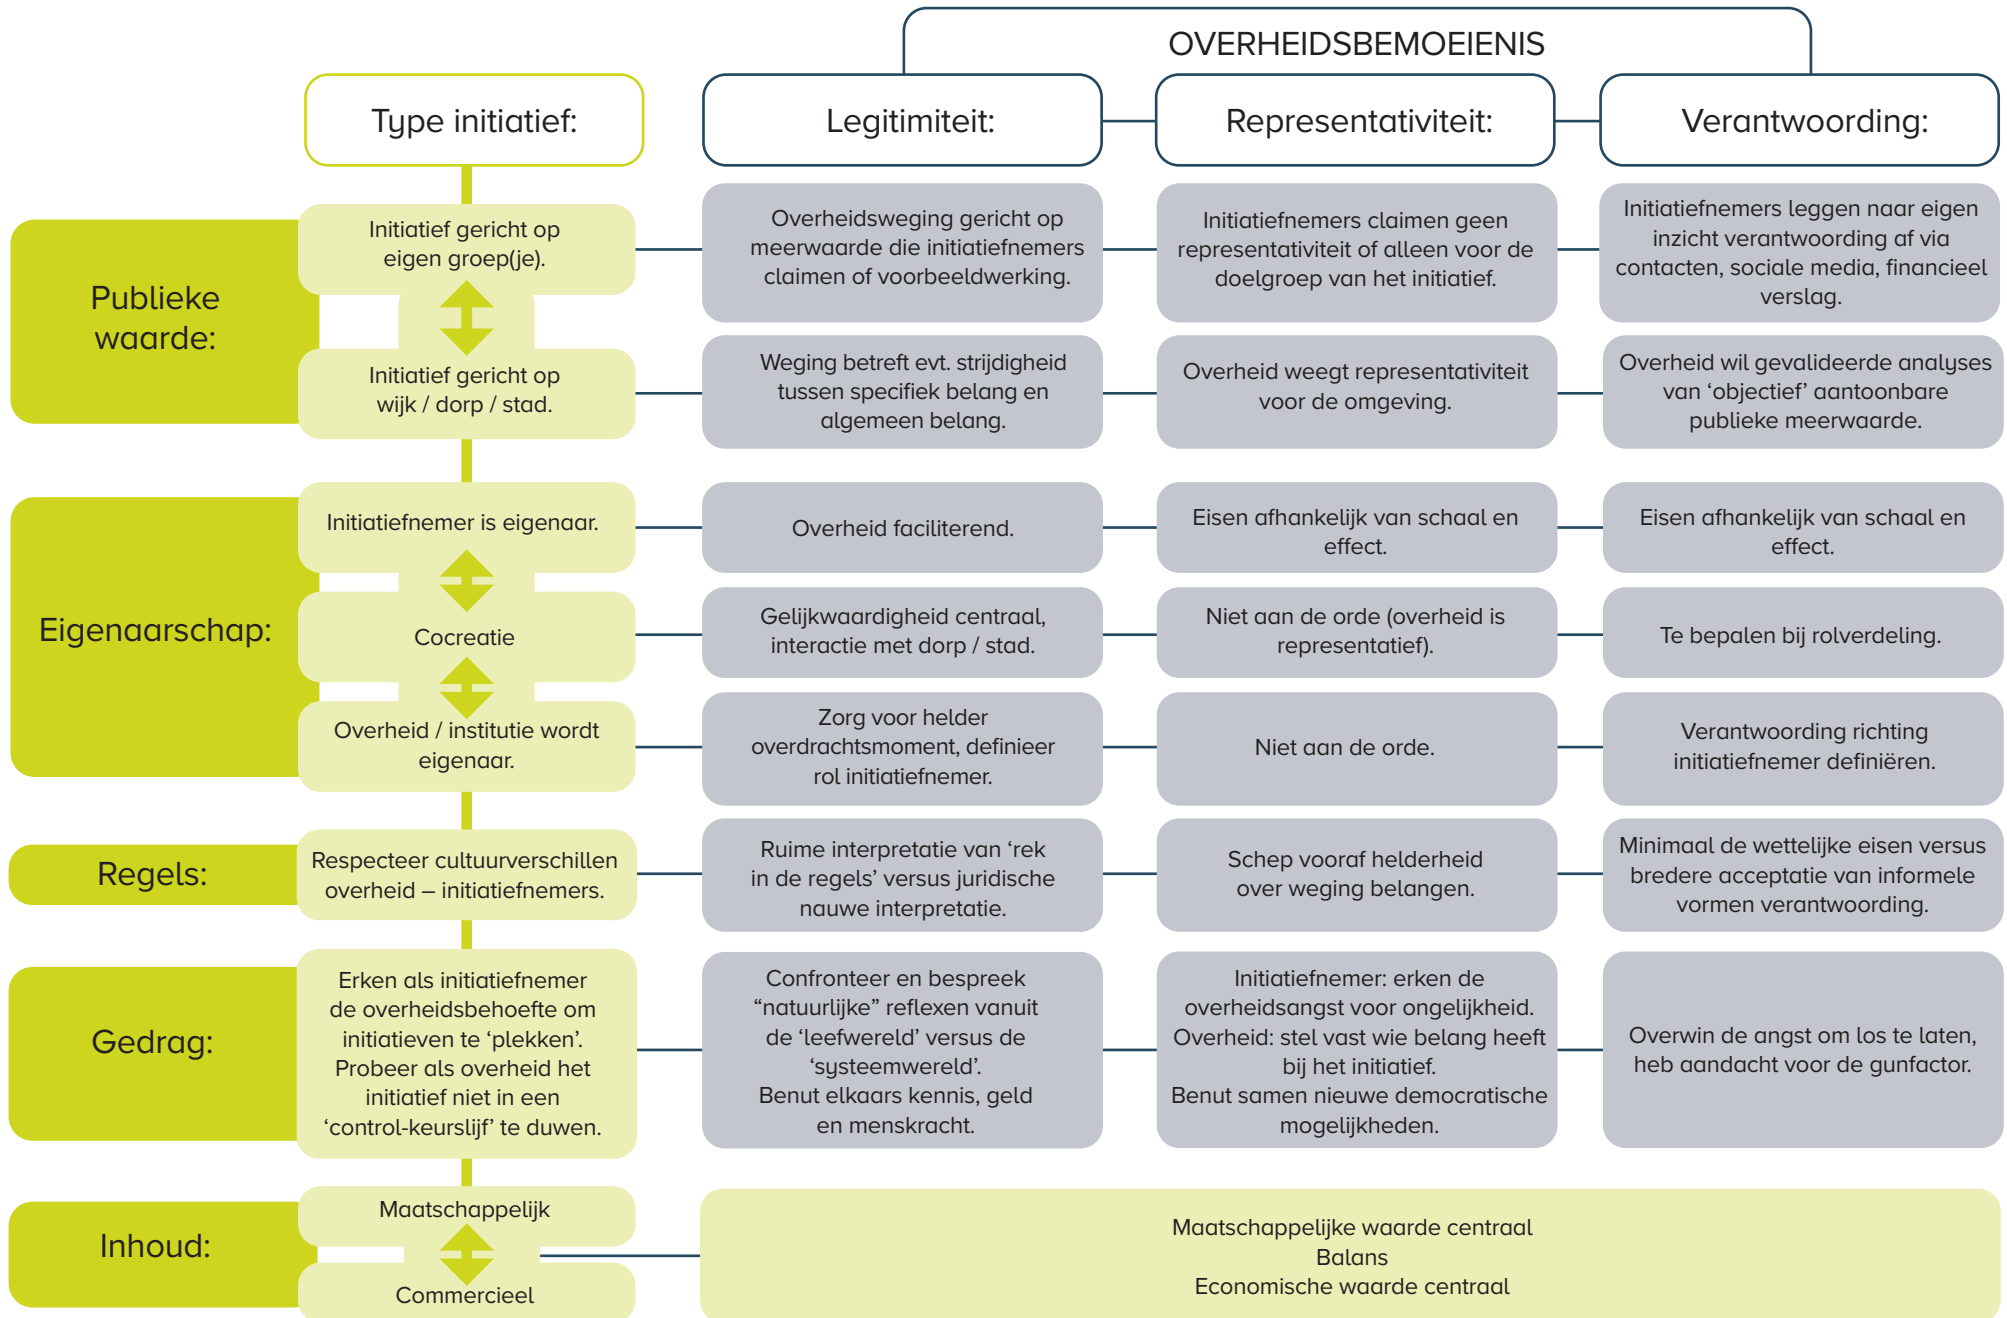 OVERHEIDSBEMOEIENIS
Type initiatief:
Legitimiteit:
Representativiteit:
Verantwoording:
Publieke
waarde:
Initiatief gericht op
eigen groep(je).
Overheidsweging gericht op
meerwaarde die initiatiefnemers
claimen of voorbeeldwerking.
Initiatiefnemers claimen geen
representativiteit of alleen voor de
doelgroep van het initiatief.
Initiatiefnemers leggen naar eigen
inzicht verantwoording af via
contacten, sociale media, financieel
verslag.
Initiatief gericht op
wijk / dorp / stad.
Weging betreft evt. strijdigheid
tussen specifiek belang en
algemeen belang.
Overheid weegt representativiteit
voor de omgeving.
Overheid wil gevalideerde analyses
van ‘objectief’ aantoonbare
publieke meerwaarde.
Eigenaarschap:
Initiatiefnemer is eigenaar.
Overheid faciliterend.
Eisen afhankelijk van schaal en
effect.
Eisen afhankelijk van schaal en
effect.
Cocreatie
Gelijkwaardigheid centraal,
interactie met dorp / stad.
Niet aan de orde (overheid is
representatief).
Te bepalen bij rolverdeling.
Overheid / institutie wordt
eigenaar.
Zorg voor helder
overdrachtsmoment, definieer
rol initiatiefnemer.
Niet aan de orde.
Verantwoording richting
initiatiefnemer definiëren.
Regels:
Respecteer cultuurverschillen
overheid – initiatiefnemers.
Ruime interpretatie van ‘rek
in de regels’ versus juridische
nauwe interpretatie.
Schep vooraf helderheid
over weging belangen.
Minimaal de wettelijke eisen versus
bredere acceptatie van informele
vormen verantwoording.
Gedrag:
Erken als initiatiefnemer
de overheidsbehoefte om
initiatieven te ‘plekken’.
Probeer als overheid het
initiatief niet in een
‘control-keurslijf’ te duwen.
Confronteer en bespreek
“natuurlijke” reflexen vanuit
de ‘leefwereld’ versus de
‘systeemwereld’.
Benut elkaars kennis, geld
en menskracht.
Initiatiefnemer: erken de
overheidsangst voor ongelijkheid.
Overheid: stel vast wie belang heeft
bij het initiatief.
Benut samen nieuwe democratische
mogelijkheden.
Overwin de angst om los te laten,
heb aandacht voor de gunfactor.
Inhoud:
Maatschappelijk
Commercieel
Maatschappelijke waarde centraal
Balans
Economische waarde centraal